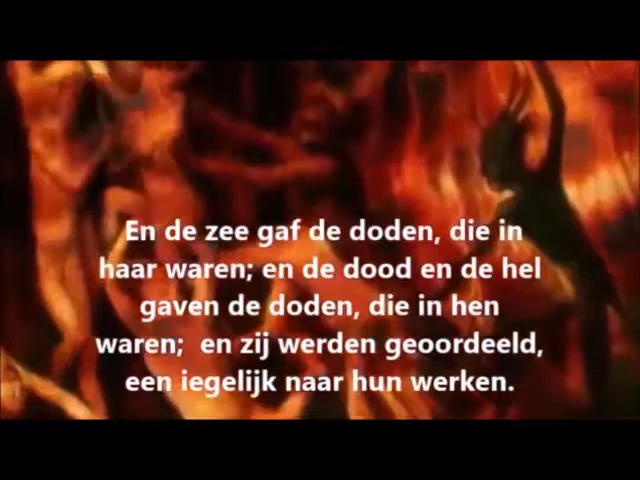 En de zee gaf de doden, die in
haar waren; en de dood en de hel
gaven de doden, die in hen
waren;  en zij werden geoordeeld,
een iegelijk naar hun werken.